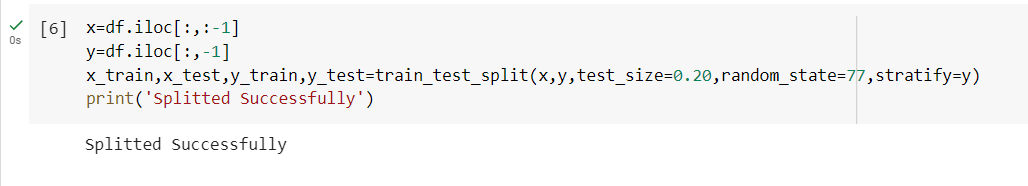 [6] x=df.iloc[:,:-1]
y=df.iloc[:,-1]
x_train,x_test,y_train,y_test=train_test_split(x,y,test_size=0.20,random_state=77,stratify=y)
0s
print('Splitted Successfully')
Splitted Successfully